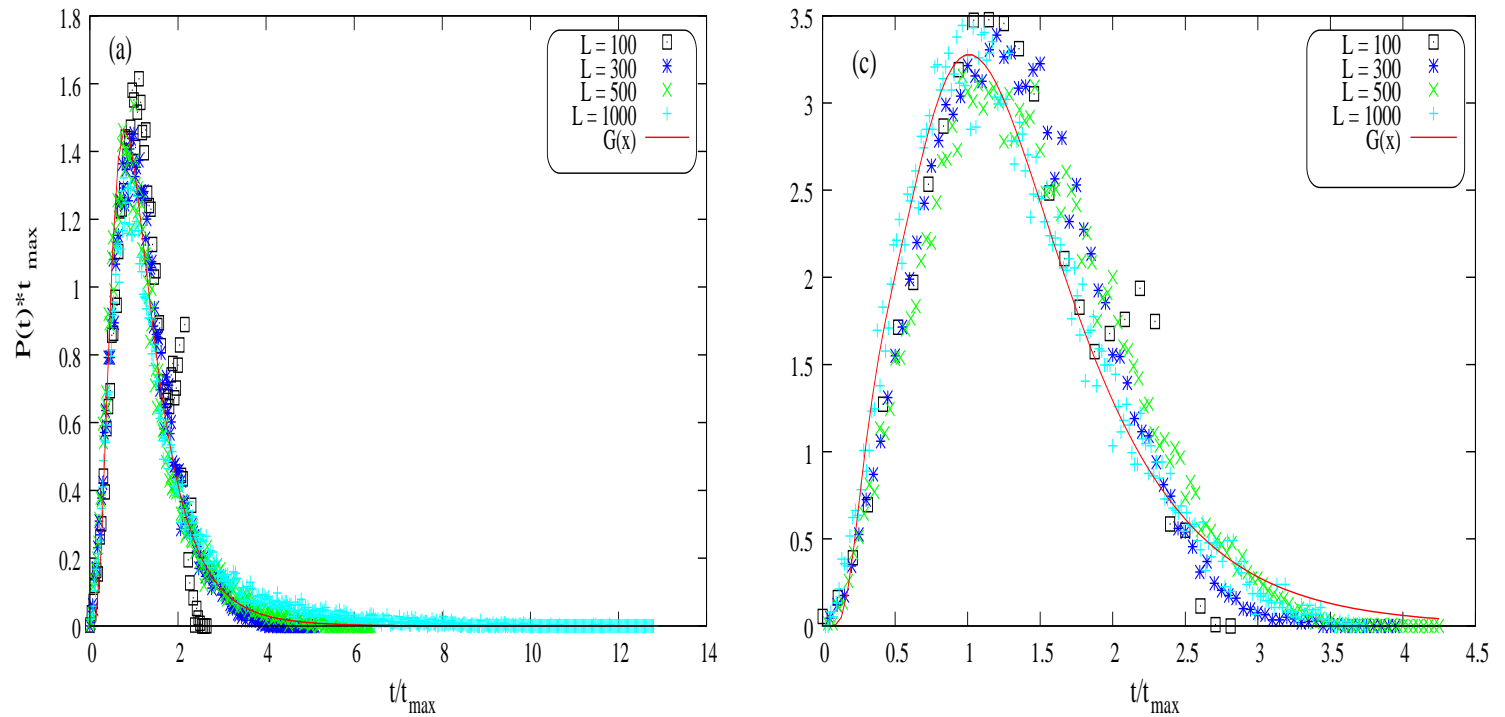 (a)
L = 100
L = 300
L = 500
L = 1000
G(x)
P(t)*t max
1.8
1.6
1.4
1.2
1
0.8
0.6
0.4
0.2
0
0 2 4 6 8 10 12 14
t/tmax
(c)
L = 100
L = 300
L = 500
L = 1000
G(x)
3.5
3
2.5
2
1.5
1
0.5
0
0 0.5 1 1.5 2 2.5 3 3.5 4 4.5
t/tmax